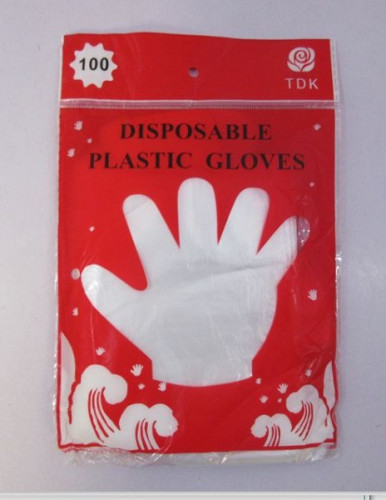 100
TDK
DISPOSABLE
PLASTIC GLOVES